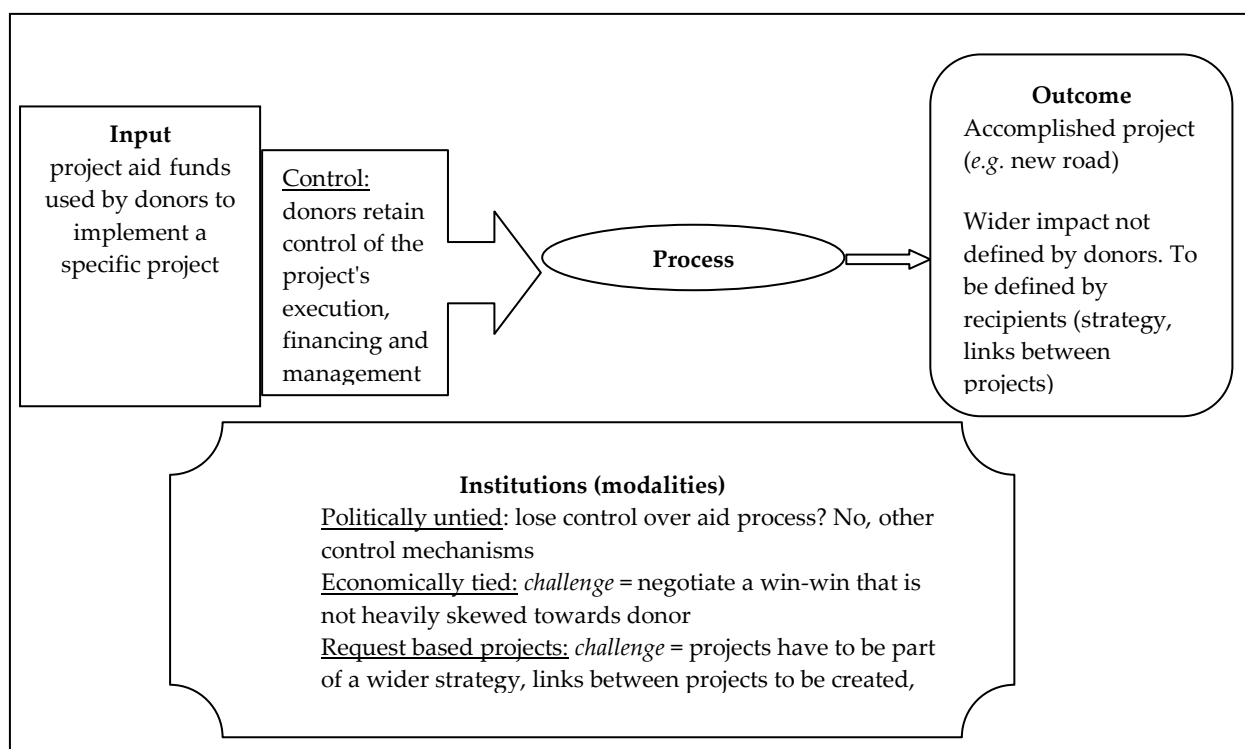 Input
project aid funds
used by donors to
implement a
specific project
Control:
donors retain
control of the
project's
execution,
financing and
management
Process
Outcome
Accomplished project
(e.g. new road)
Wider impact not
defined by donors. To
be defined by
recipients (strategy,
links between
projects)
Institutions (modalities)
Politically untied: lose control over aid process? No, other
control mechanisms
Economically tied: challenge = negotiate a win-win that is
not heavily skewed towards donor
Request based projects: challenge = projects have to be part
of a wider strategy, links between projects to be created,